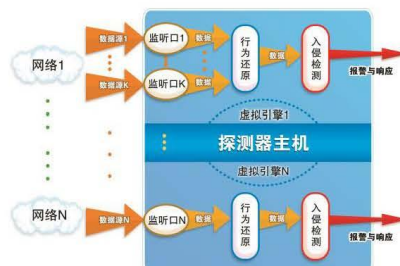 数据源1
监听口1
数据
网络1
行为还原
数据
入侵检测
报警与响应
数据源K
监听口K
数据
虚拟引擎1
探测器主机
虚拟引擎N
网络N
数据源N
监听口N
数据
行为还原
数据
入侵检测
报警与响应